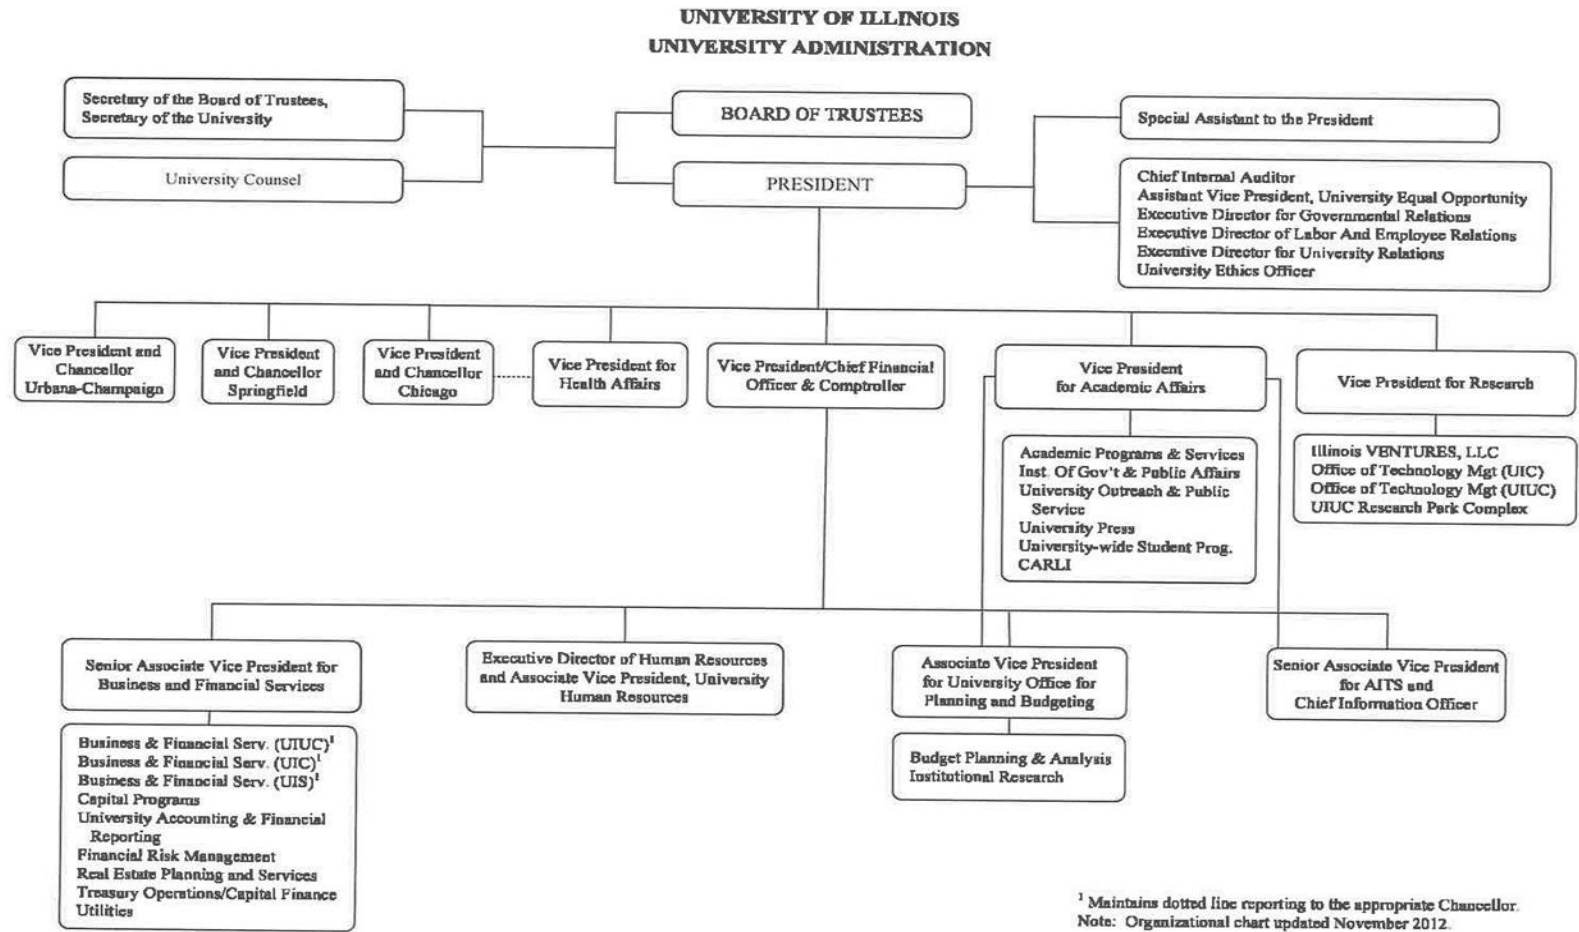 UNIVERSITY OF ILLINOIS
UNIVERSITY ADMINISTRATION
Secretary of the Board of Trustees,
Secretary of the University
BOARD OF TRUSTEES
Special Assistant to the President
University Counsel
PRESIDENT
Chief Internal Auditor
Assistant Vice President, University Equal Opportunity
Executive Director for Governmental Relations
Executive Director of Labor And Employee Relations
Executive Director for University Relations
University Ethics Officer
Vice President and
Chancellor
Urbana-Champaign
Vice President
and Chancellor
Springfield
Vice President
and Chancellor
Chicago
Vice President for
Health Affairs
Vice President/Chief Financial
Officer & Comptroller
Vice President
for Academic Affairs
Vice President for Research
Academic Programs & Services
Inst. Of Gov't & Public Affairs
University Outreach & Public
Service
University Press
University-wide Student Prog.
CARLI
Illinois VENTURES, LLC
Office of Technology Mgt (UIC)
Office of Technology Mgt (UIUC)
UIUC Research Park Complex
Senior Associate Vice President for
Business and Financial Services
Executive Director of Human Resources
and Associate Vice President, University
Human Resources
Associate Vice President
for University Office for
Planning and Budgeting
Senior Associate Vice President
for AITS and
Chief Information Officer
Business & Financial Serv. (UIUC)¹
Business & Financial Serv. (UIC)¹
Business & Financial Serv. (UIS)¹
Capital Programs
University Accounting & Financial
Reporting
Financial Risk Management
Real Estate Planning and Services
Treasury Operations/Capital Finance
Utilities
Budget Planning & Analysis
Institutional Research
¹ Maintains dotted line reporting to the appropriate Chancellor.
Note: Organizational chart updated November 2012.